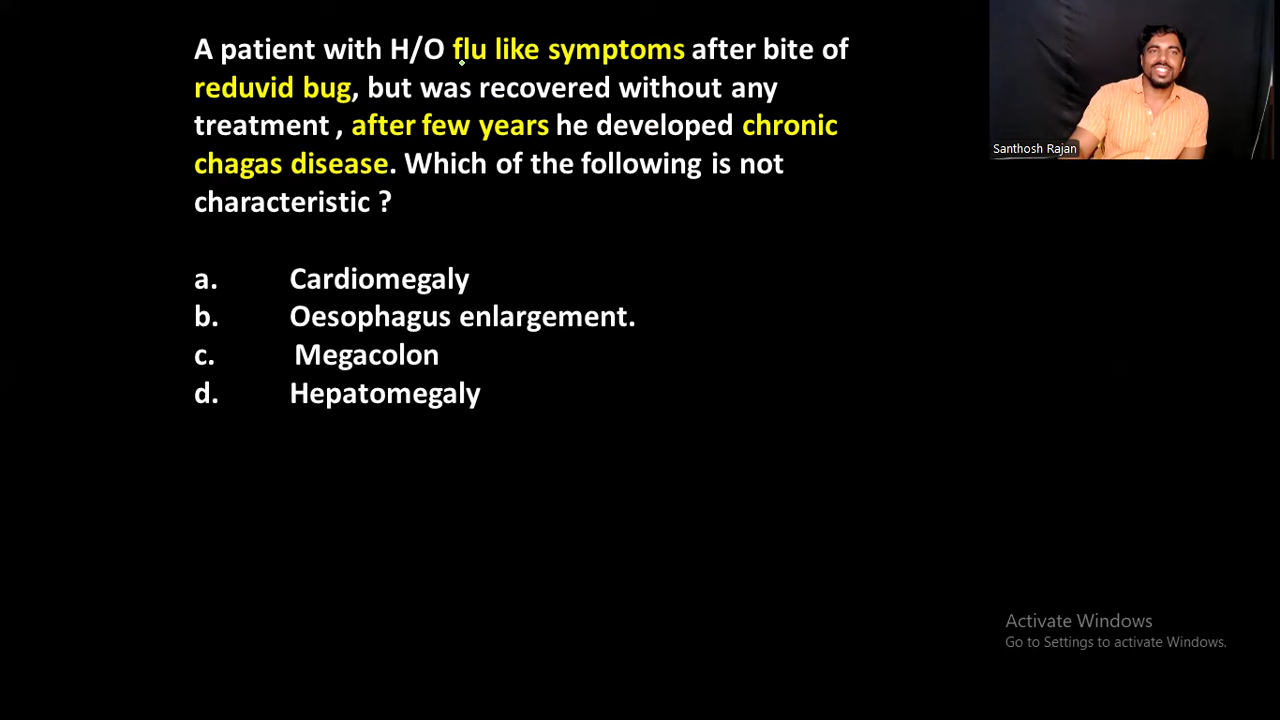 A patient with H/O flu like symptoms after bite of
reduvid bug, but was recovered without any
treatment , after few years he developed chronic
chagas disease. Which of the following is not
characteristic ?
a. Cardiomegaly
b. Oesophagus enlargement.
c. Megacolon
d. Hepatomegaly
Santhosh Rajan
Activate Windows
Go to Settings to activate Windows.